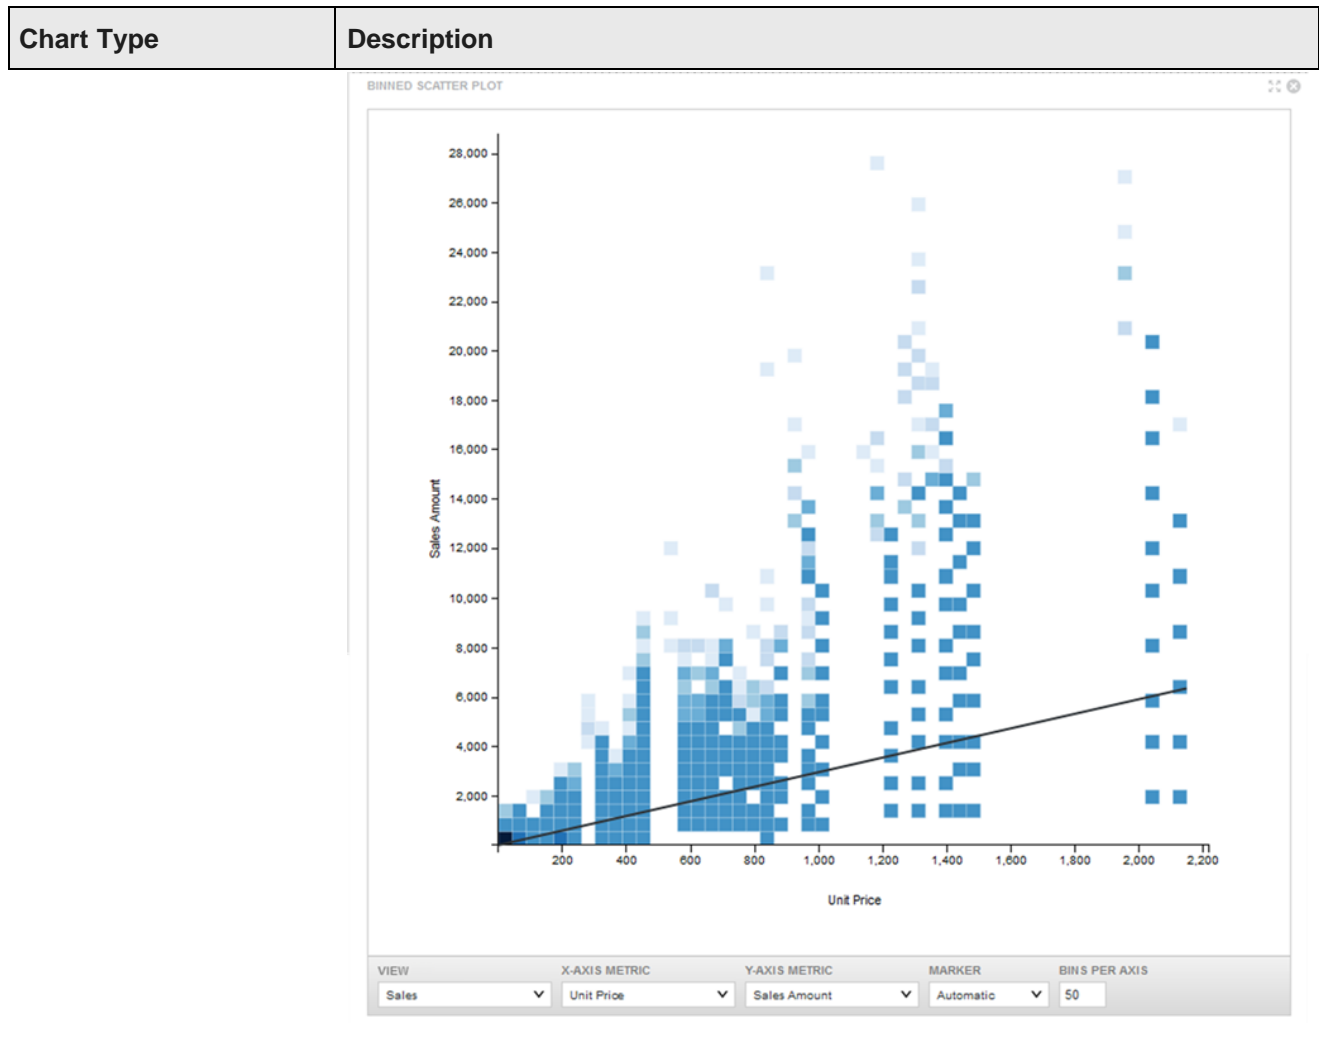 Chart Type Description
BINNED SCATTER PLOT
28,000
26,000
24,000
22,000
20,000
18,000
16,000
14,000
12,000
10,000
8,000
6,000
4,000
2,000
Sales Amount
200 400 600 800 1,000 1,200 1,400 1,600 1,800 2,000 2,200
Unit Price
VIEW X-AXIS METRIC Y-AXIS METRIC MARKER BINS PER AXIS
Sales Unit Price Sales Amount Automatic 50